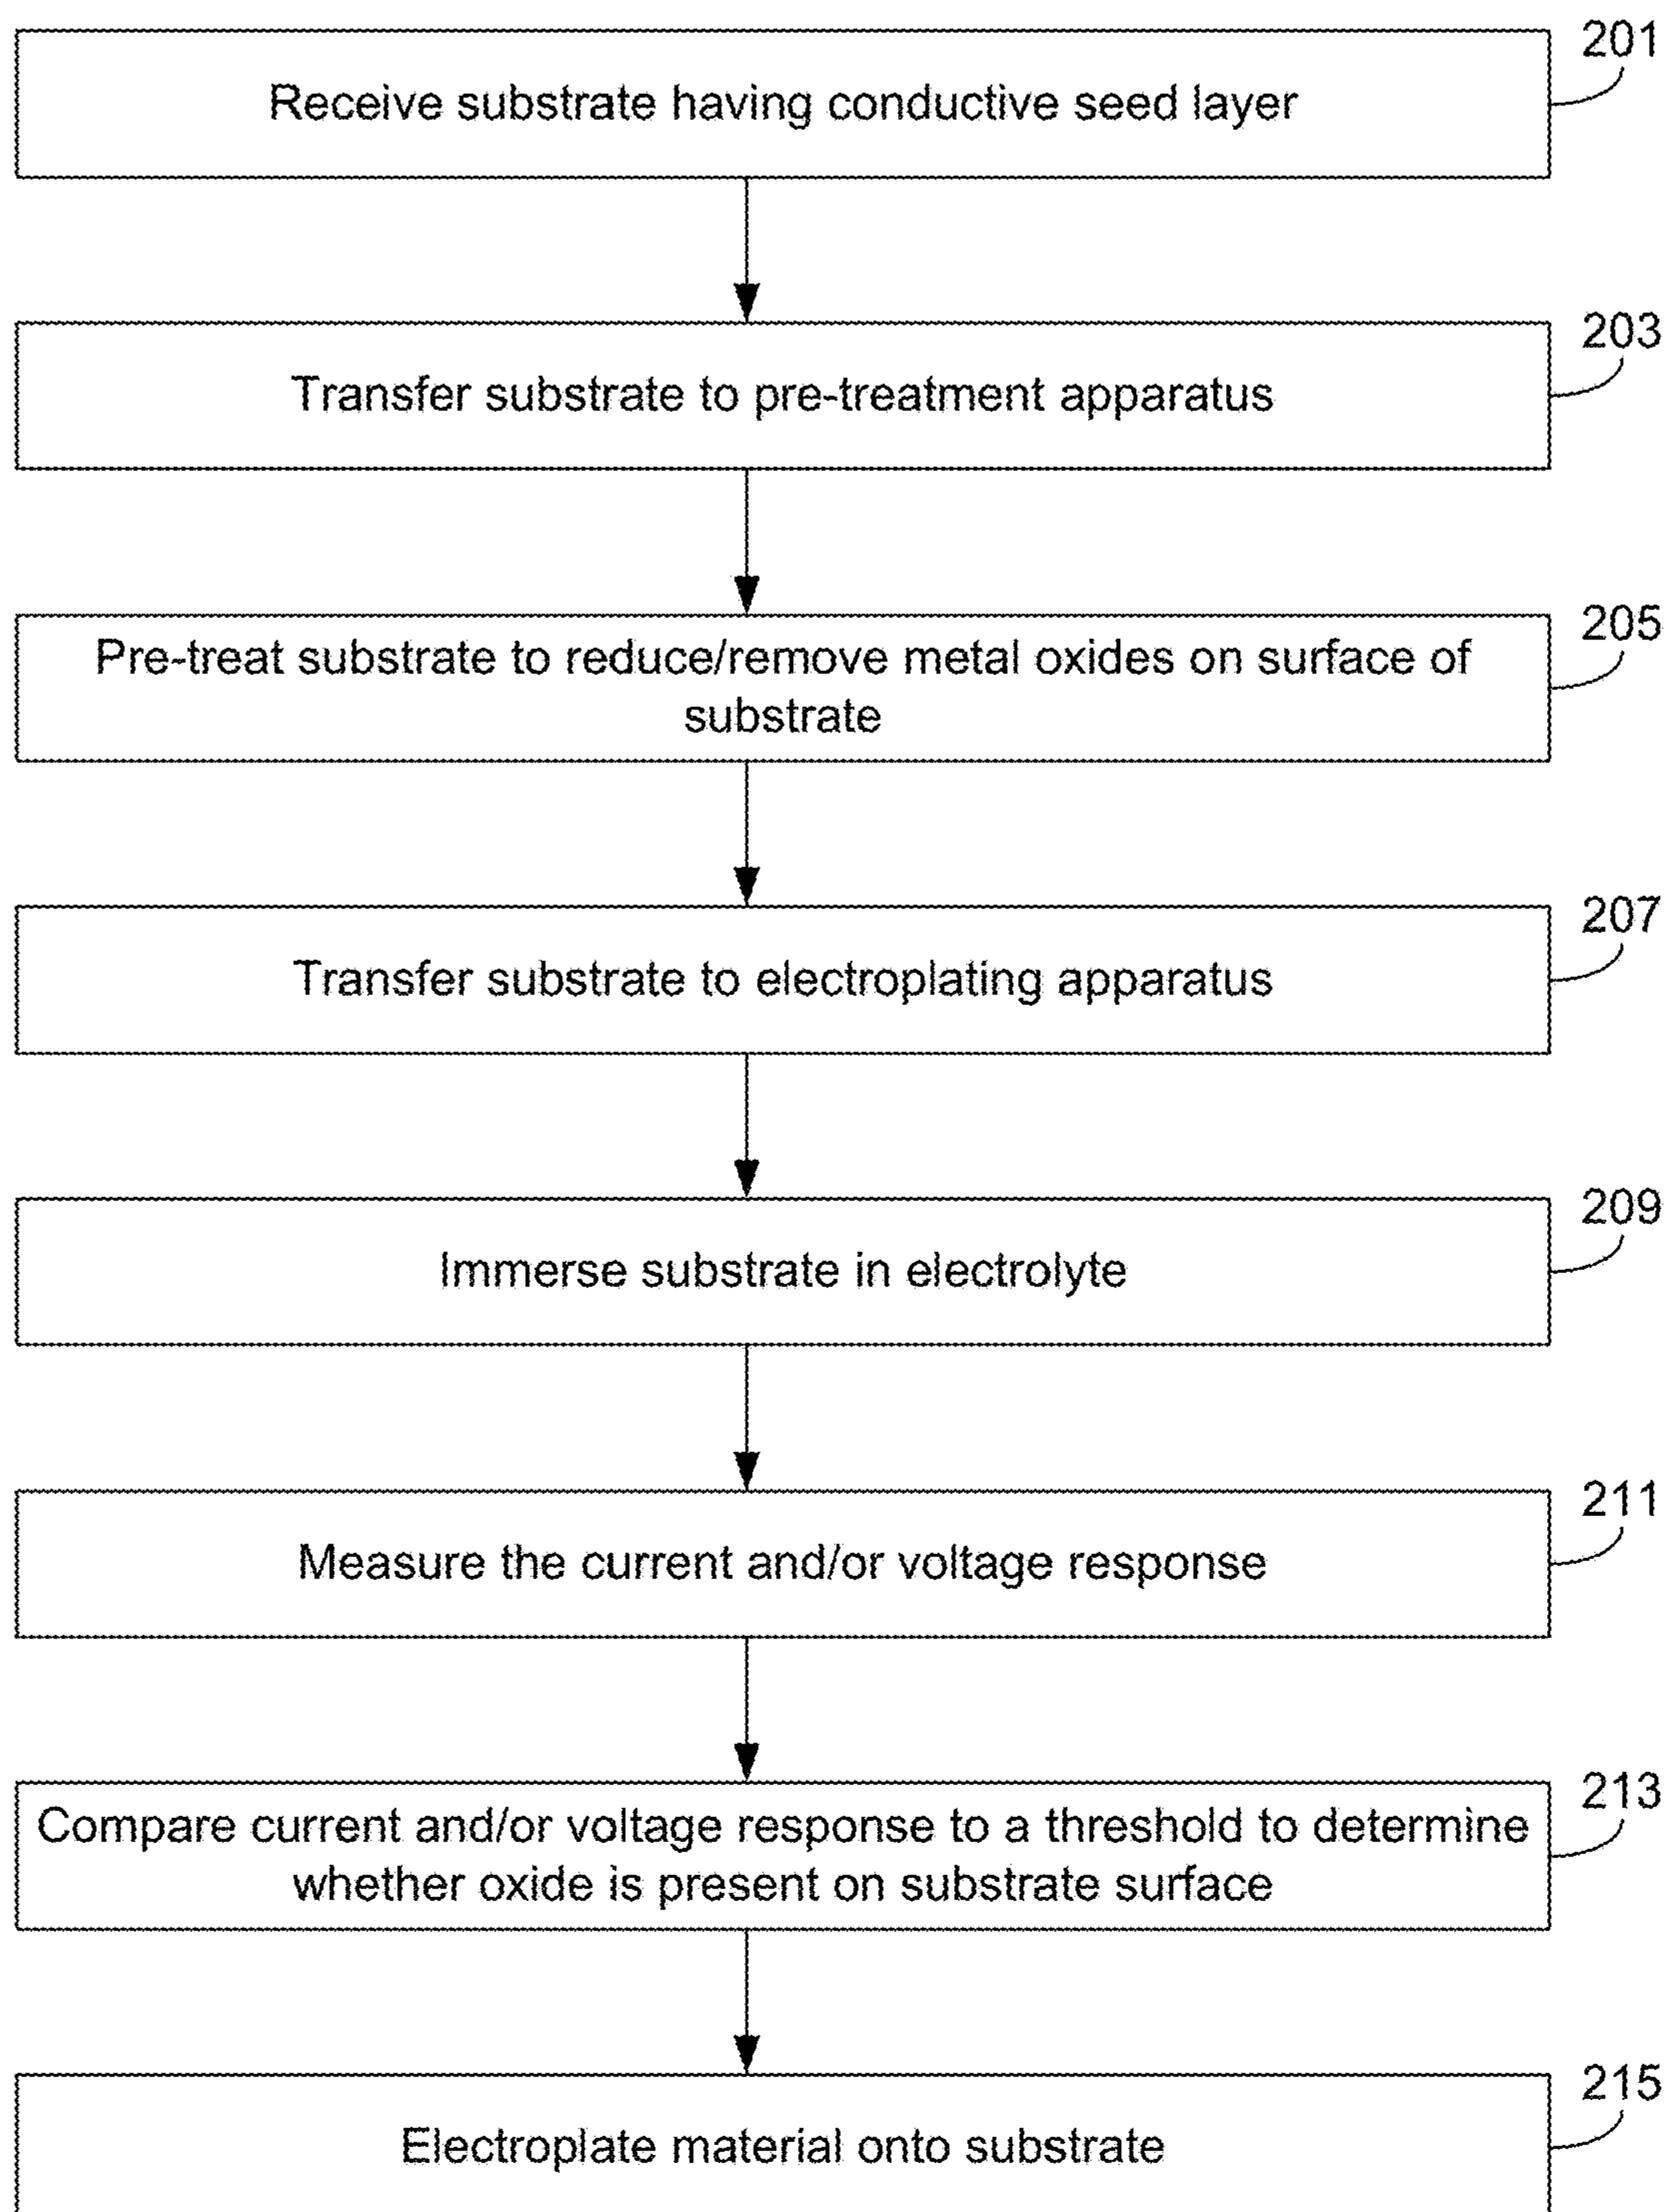 201
Receive substrate having conductive seed layer
203
Transfer substrate to pre-treatment apparatus
205
Pre-treat substrate to reduce/remove metal oxides on surface of
substrate
207
Transfer substrate to electroplating apparatus
209
Immerse substrate in electrolyte
211
Measure the current and/or voltage response
213
Compare current and/or voltage response to a threshold to determine
whether oxide is present on substrate surface
215
Electroplate material onto substrate